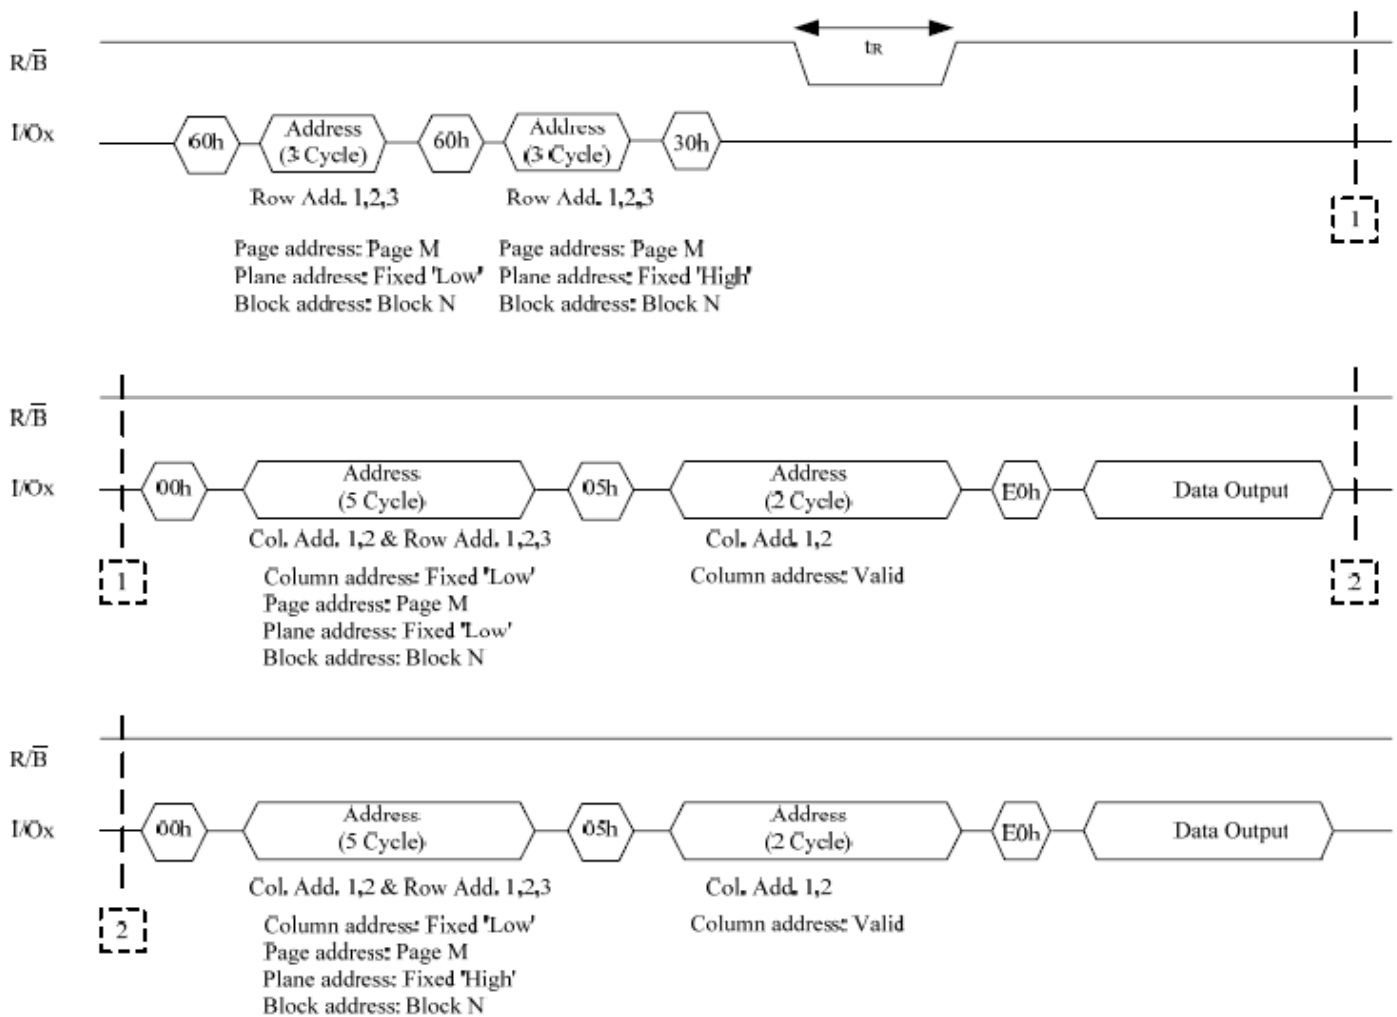 R/B̅
tR
I/Ox
60h
Address
(3 Cycle)
60h
Address
(3 Cycle)
30h
Row Add. 1,2,3
Row Add. 1,2,3
Page address: Page M
Plane address: Fixed 'Low'
Block address: Block N
Page address: Page M
Plane address: Fixed 'High'
Block address: Block N
1
R/B̅
I/Ox
00h
Address
(5 Cycle)
05h
Address
(2 Cycle)
E0h
Data Output
Col. Add. 1,2 & Row Add. 1,2,3
Col. Add. 1,2
1
Column address: Fixed 'Low'
Page address: Page M
Plane address: Fixed 'Low'
Block address: Block N
Column address: Valid
2
R/B̅
I/Ox
00h
Address
(5 Cycle)
05h
Address
(2 Cycle)
E0h
Data Output
Col. Add. 1,2 & Row Add. 1,2,3
Col. Add. 1,2
2
Column address: Fixed 'Low'
Page address: Page M
Plane address: Fixed 'High'
Block address: Block N
Column address: Valid